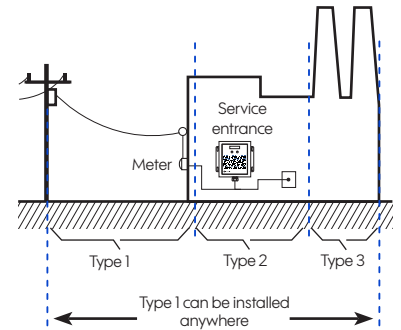 Service
entrance
Meter
Type 1
Type 2
Type 3
Type 1 can be installed
anywhere